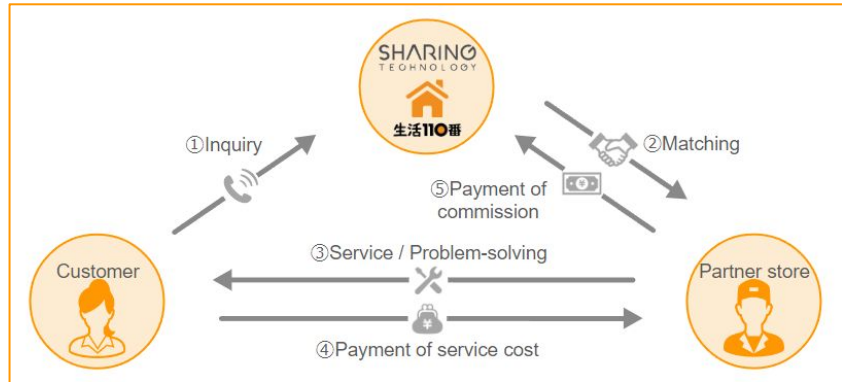 SHARING
TECHNOLOGY
生活110番
①Inquiry
②Matching
⑤Payment of
commission
③Service / Problem-solving
Customer
Partner store
¥
¥
④Payment of service cost